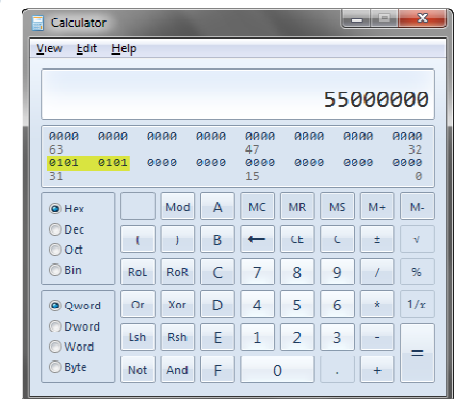 Calculator
View Edit Help
55000000
0000 0000 0000 0000 0000 0000 0000 0000
63 47 32
0101 0101 0000 0000 0000 0000 0000 0000
31 15 0
Hex Mod A MC MR MS M+ M-
Dec
Oct ( ) B ← CE C ± √
Bin RoL RoR C 7 8 9 / %
Qword Or Xor D 4 5 6 * 1/x
Dword
Word Lsh Rsh E 1 2 3 - =
Byte Not And F 0 . +